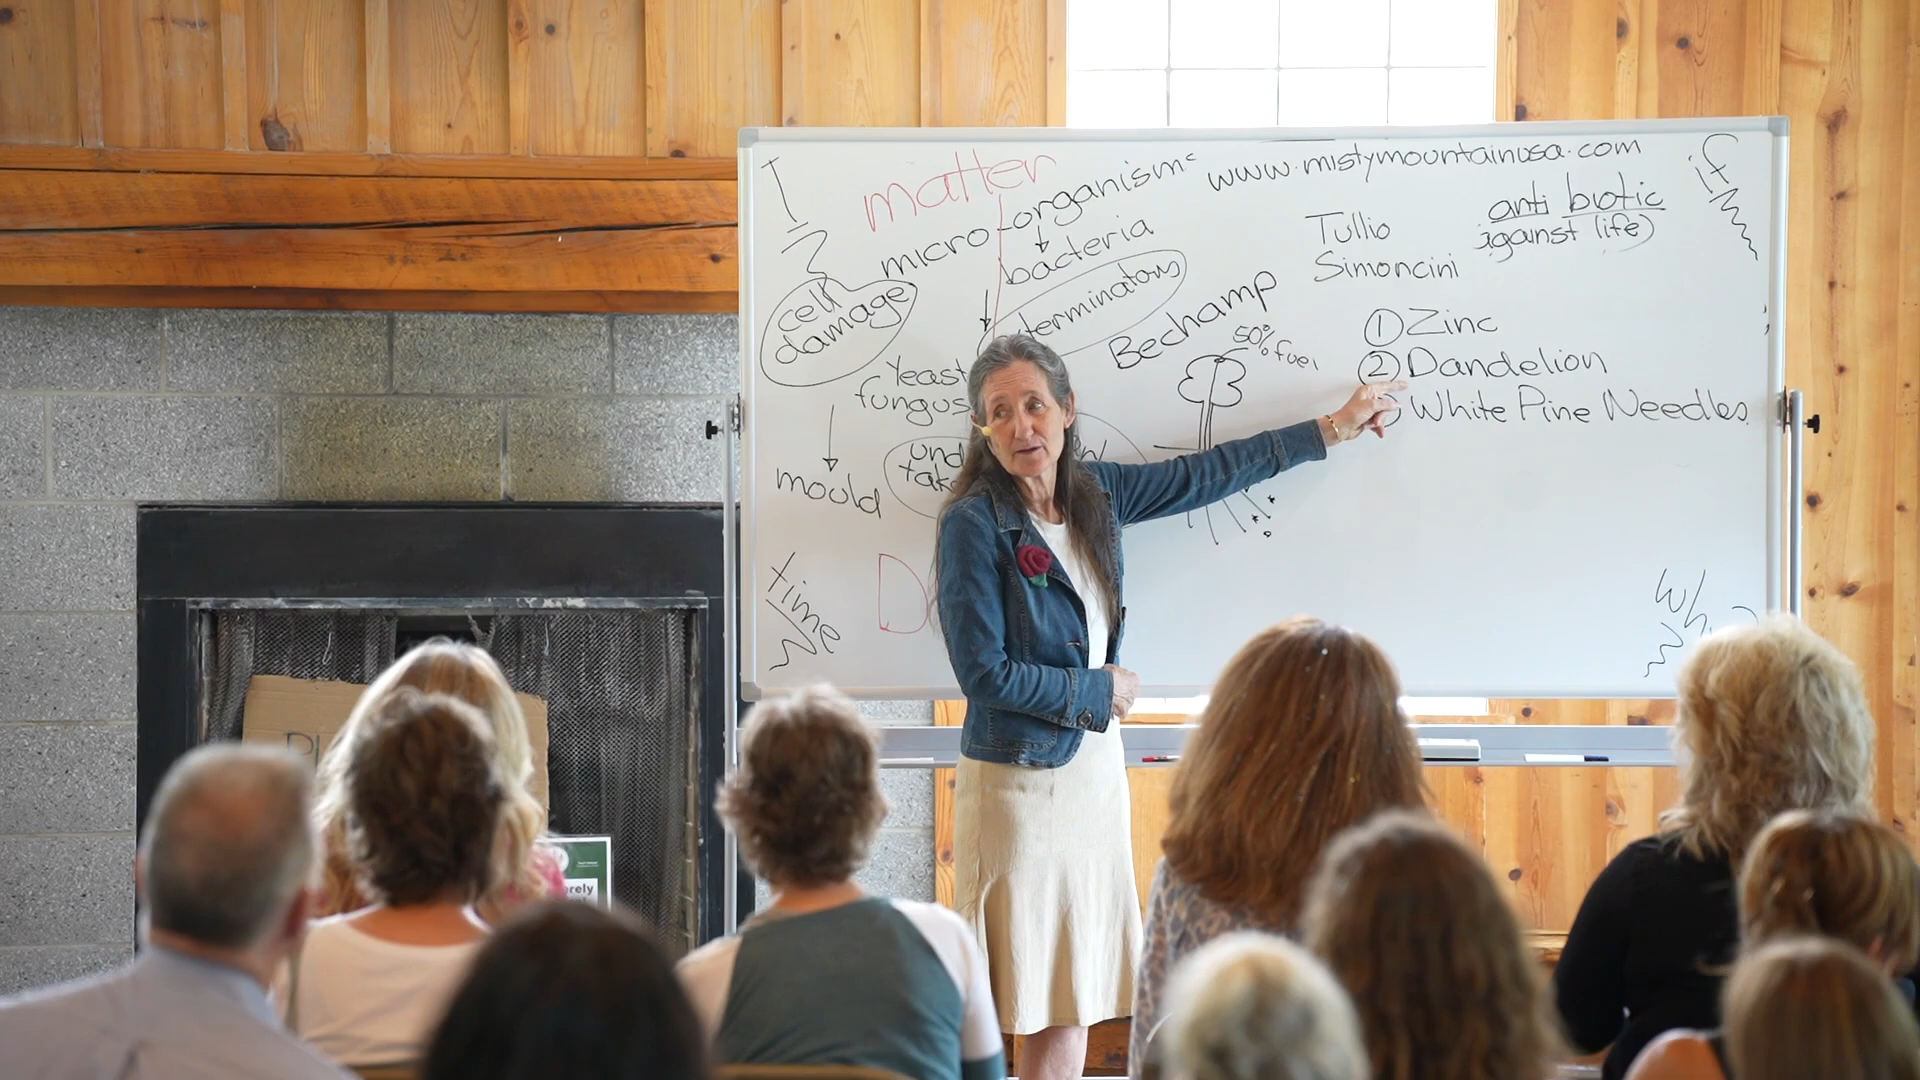 matter
micro-organisms
bacteria
cell
damage
Yeast
fungus
mould
time
Bechamp
50%
fuel
www.mistymountainusa.com
Tullio
Simoncini
anti biotic
against (life)
① Zinc
② Dandelion
White Pine Needles
if